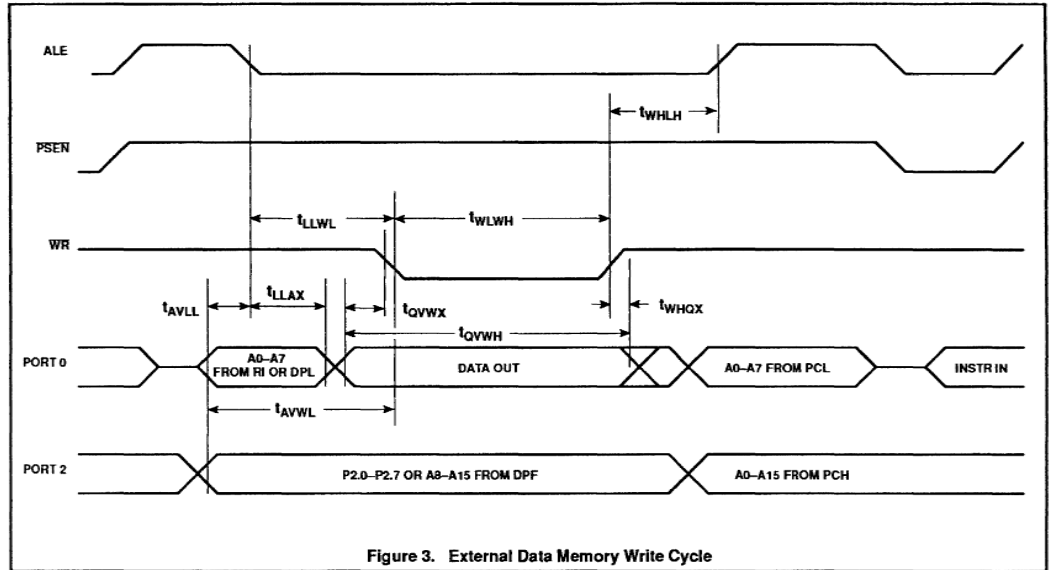 ALE
tWHLH
PSEN
tLLWL
tWLWH
WR
tAVLL
tLLAX
tQVWX
tWHQX
tQVWH
PORT 0
A0–A7
FROM RI OR DPL
DATA OUT
A0–A7 FROM PCL
INSTR IN
tAVWL
PORT 2
P2.0–P2.7 OR A8–A15 FROM DPF
A0–A15 FROM PCH
Figure 3. External Data Memory Write Cycle